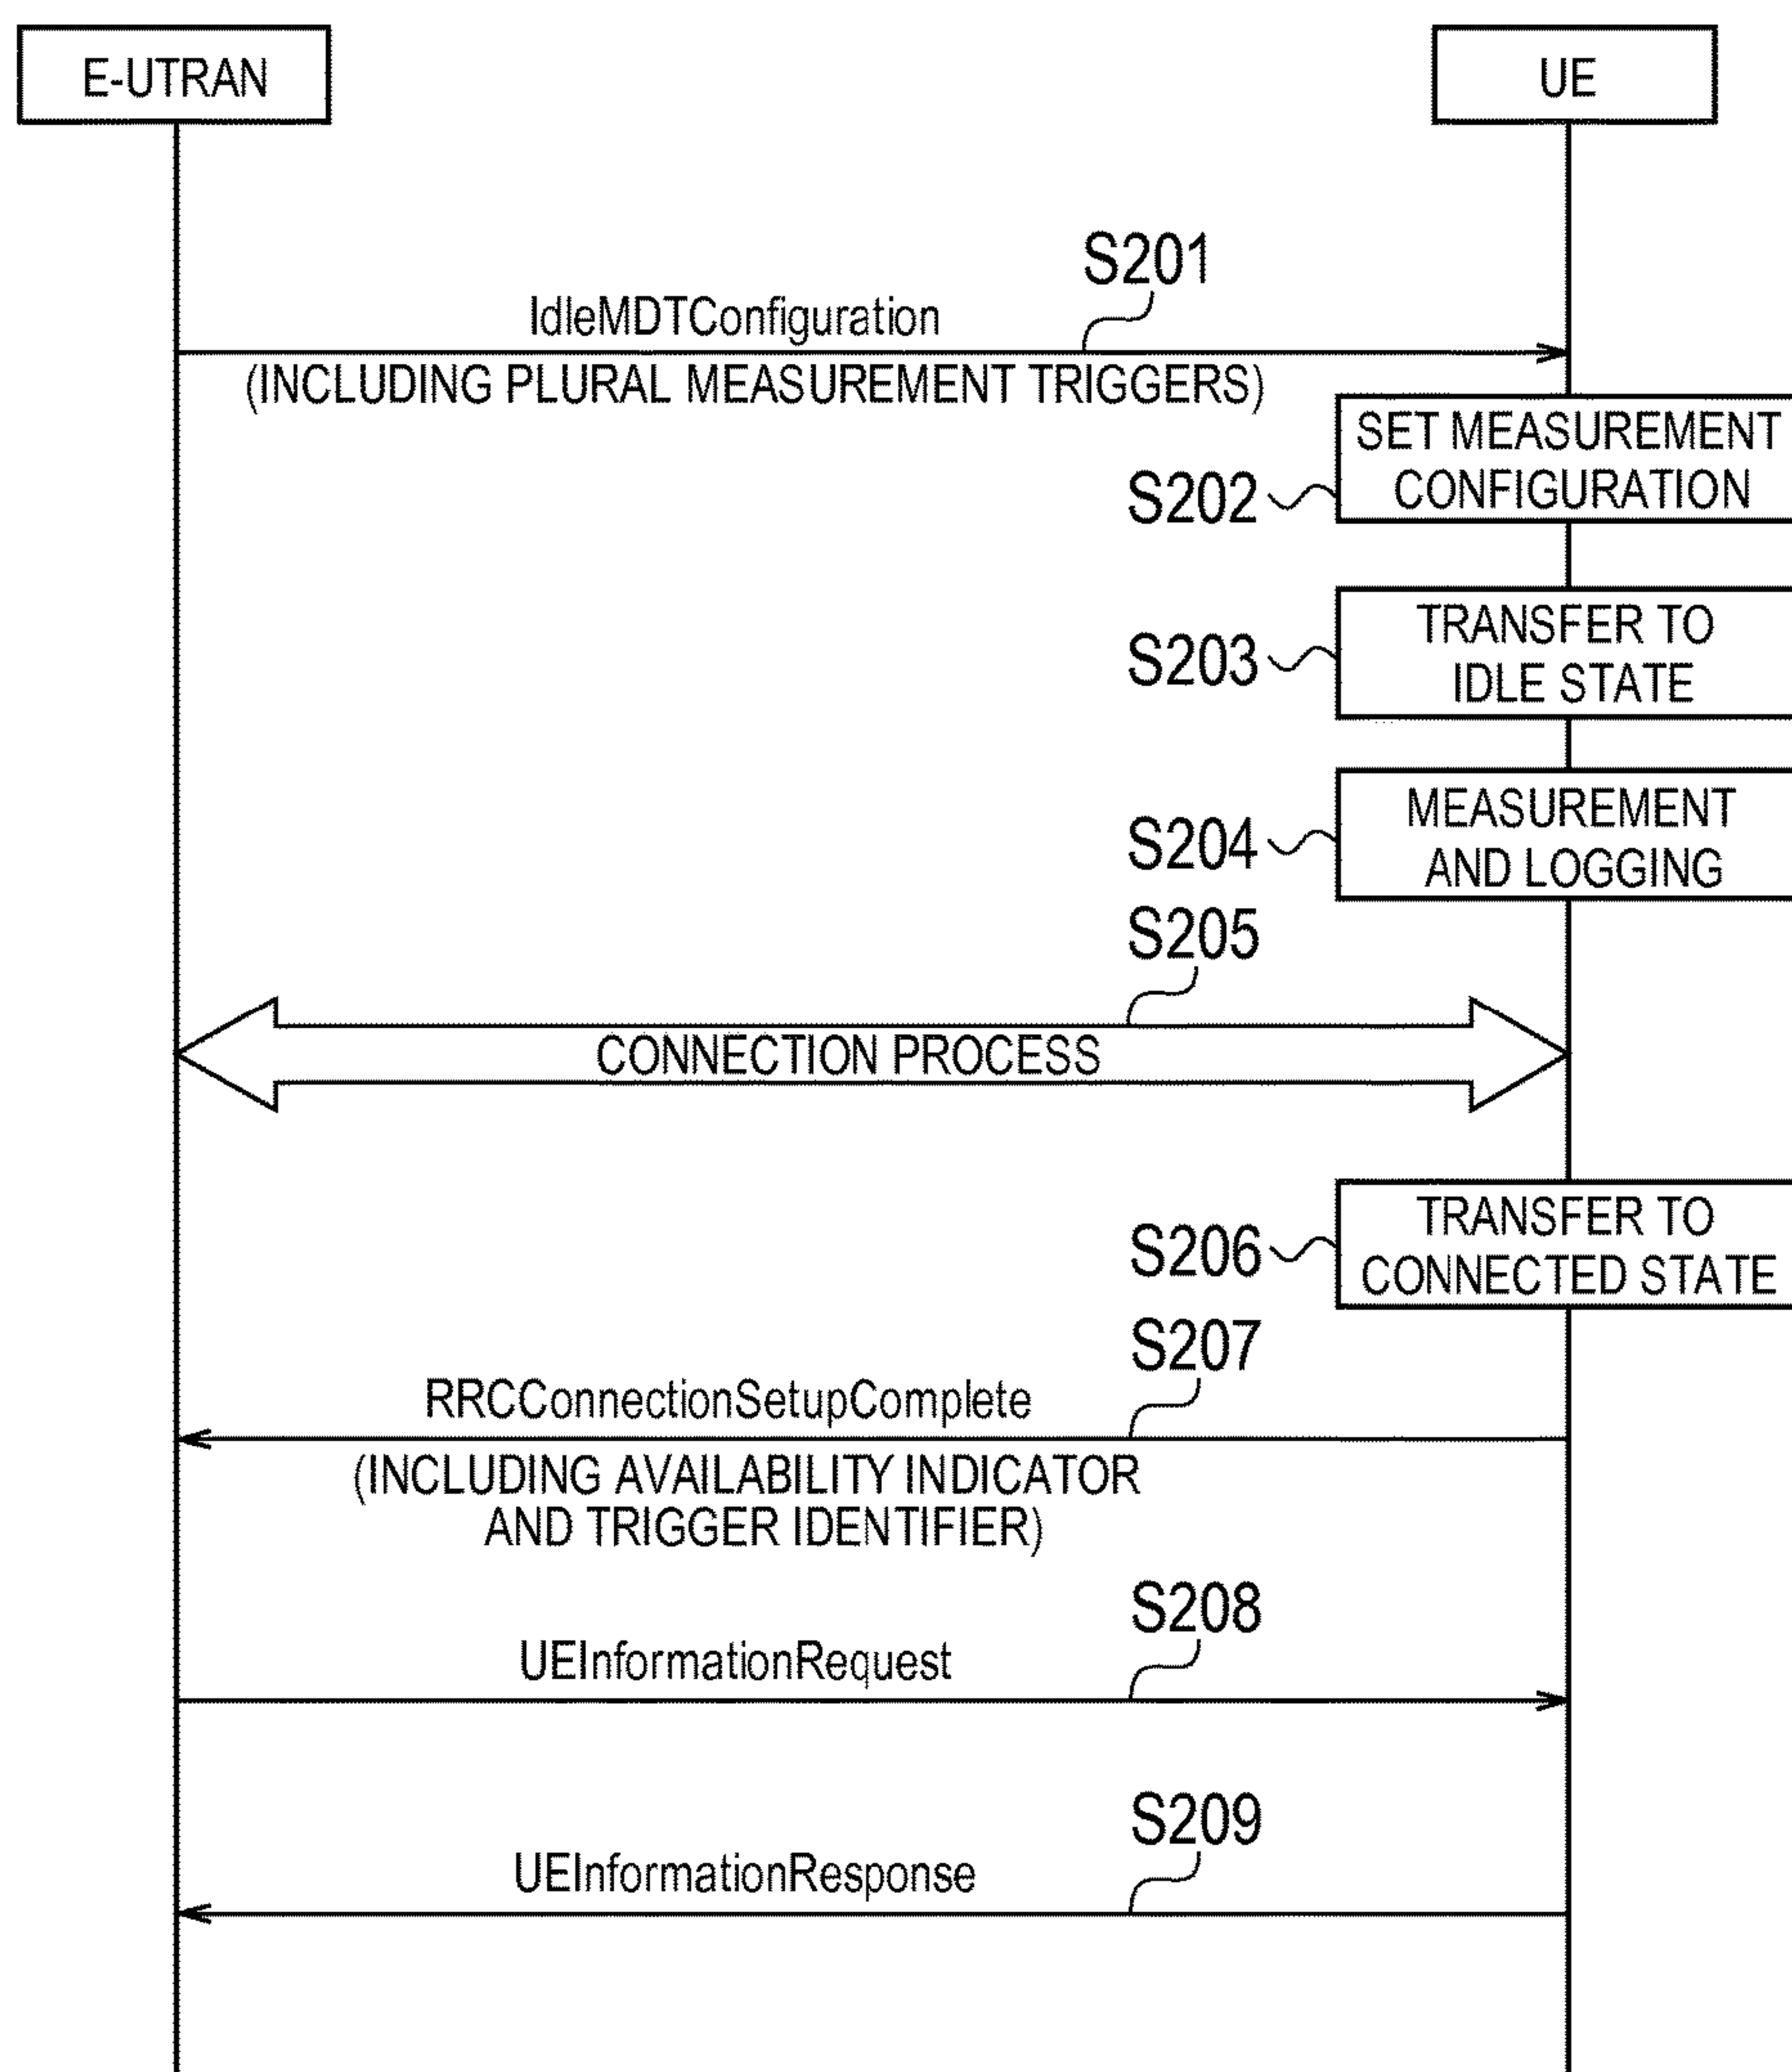 E-UTRAN
UE
S201
IdleMDTConfiguration
(INCLUDING PLURAL MEASUREMENT TRIGGERS)
SET MEASUREMENT
CONFIGURATION
S202
TRANSFER TO
IDLE STATE
S203
MEASUREMENT
AND LOGGING
S204
S205
CONNECTION PROCESS
TRANSFER TO
CONNECTED STATE
S206
S207
RRCConnectionSetupComplete
(INCLUDING AVAILABILITY INDICATOR
AND TRIGGER IDENTIFIER)
S208
UEInformationRequest
S209
UEInformationResponse